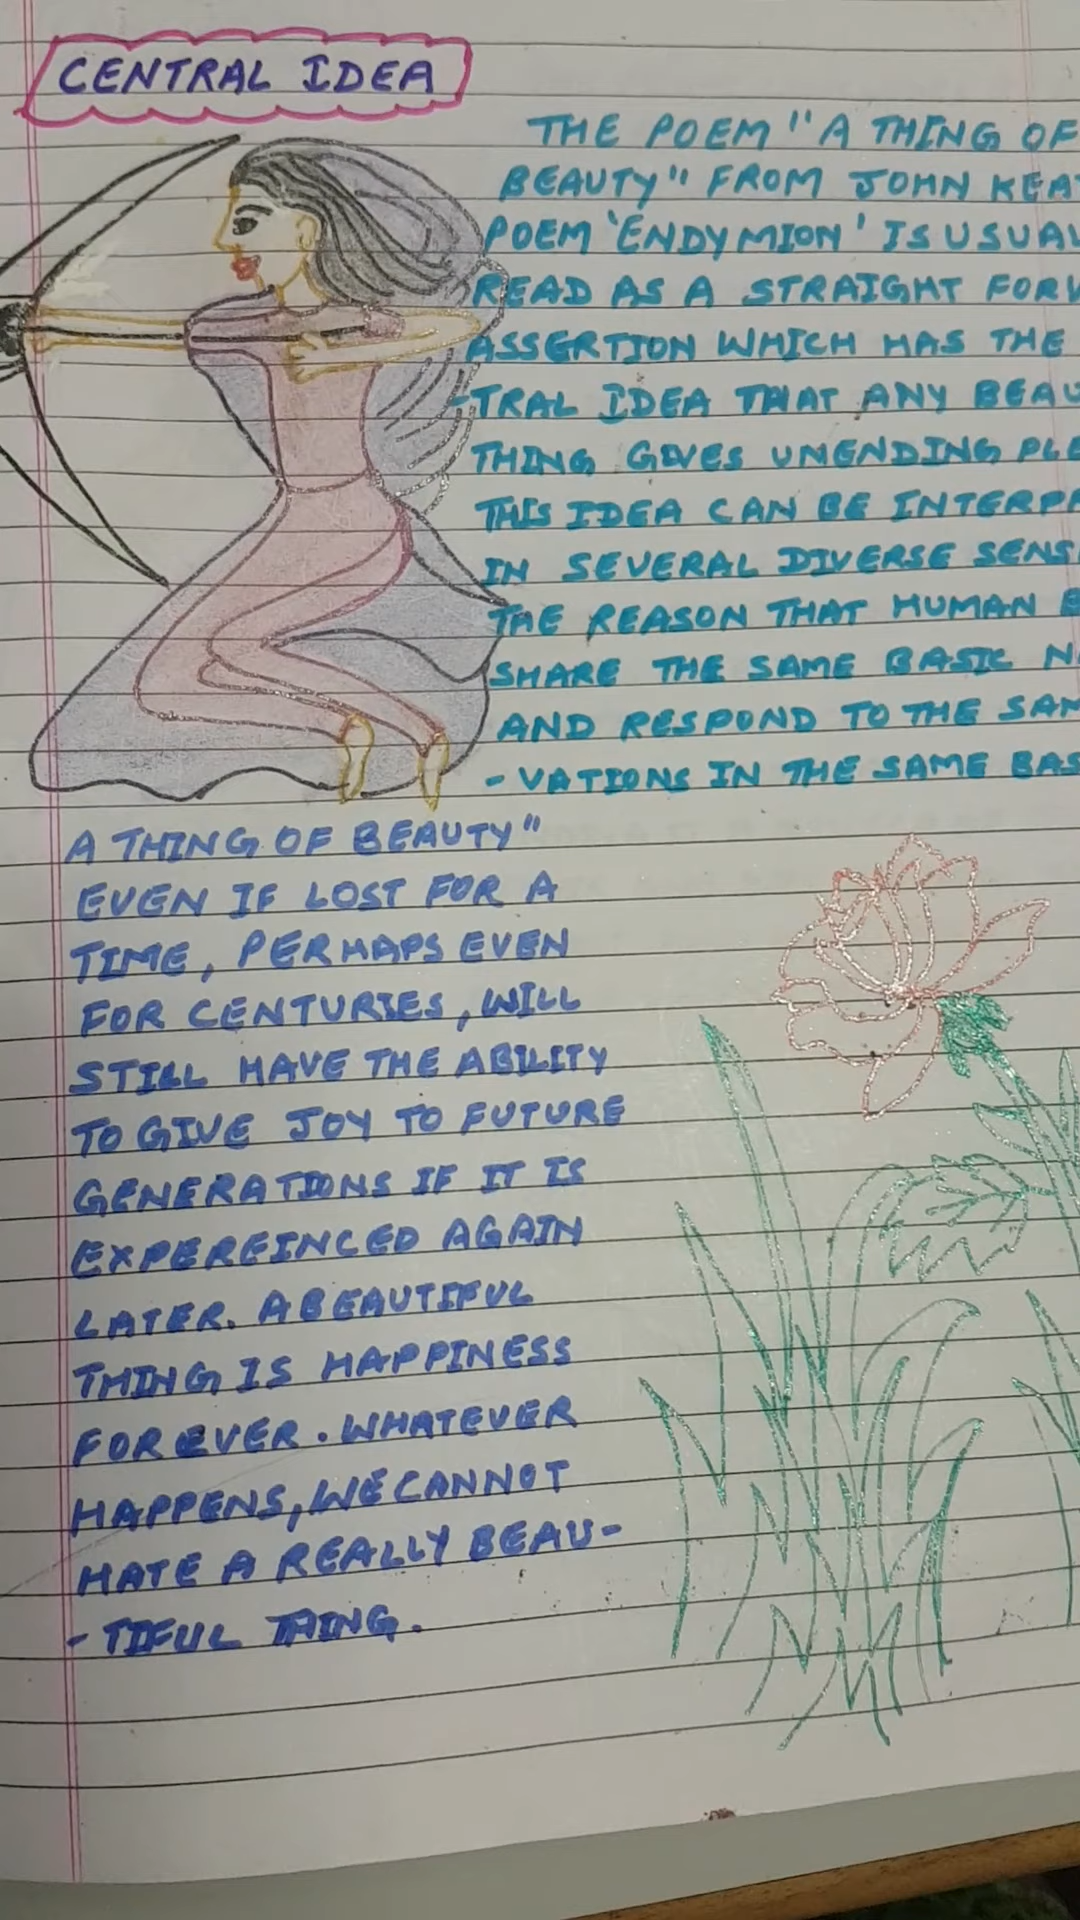 CENTRAL IDEA
THE POEM "A THING OF
BEAUTY" FROM JOHN KEA
POEM 'ENDYMION' IS USUAL
READ AS A STRAIGHT FOR
ASSERTION WHICH HAS THE
-TRAL IDEA THAT ANY BEAU
THING GIVES UNENDING PLE
THIS IDEA CAN BE INTERPR
IN SEVERAL DIVERSE SENS
THE REASON THAT HUMAN B
SHARE THE SAME BASIC N
AND RESPOND TO THE SAM
-VATIONS IN THE SAME BAS
A THING OF BEAUTY"
EVEN IF LOST FOR A
TIME, PERHAPS EVEN
FOR CENTURIES, WILL
STILL HAVE THE ABILITY
TO GIVE JOY TO FUTURE
GENERATIONS IF IT IS
EXPEREINCED AGAIN
LATER. A BEAUTIFUL
THING IS HAPPINESS
FOREVER. WHATEVER
HAPPENS, WE CANNOT
HATE A REALLY BEAU-
-TIFUL THING.